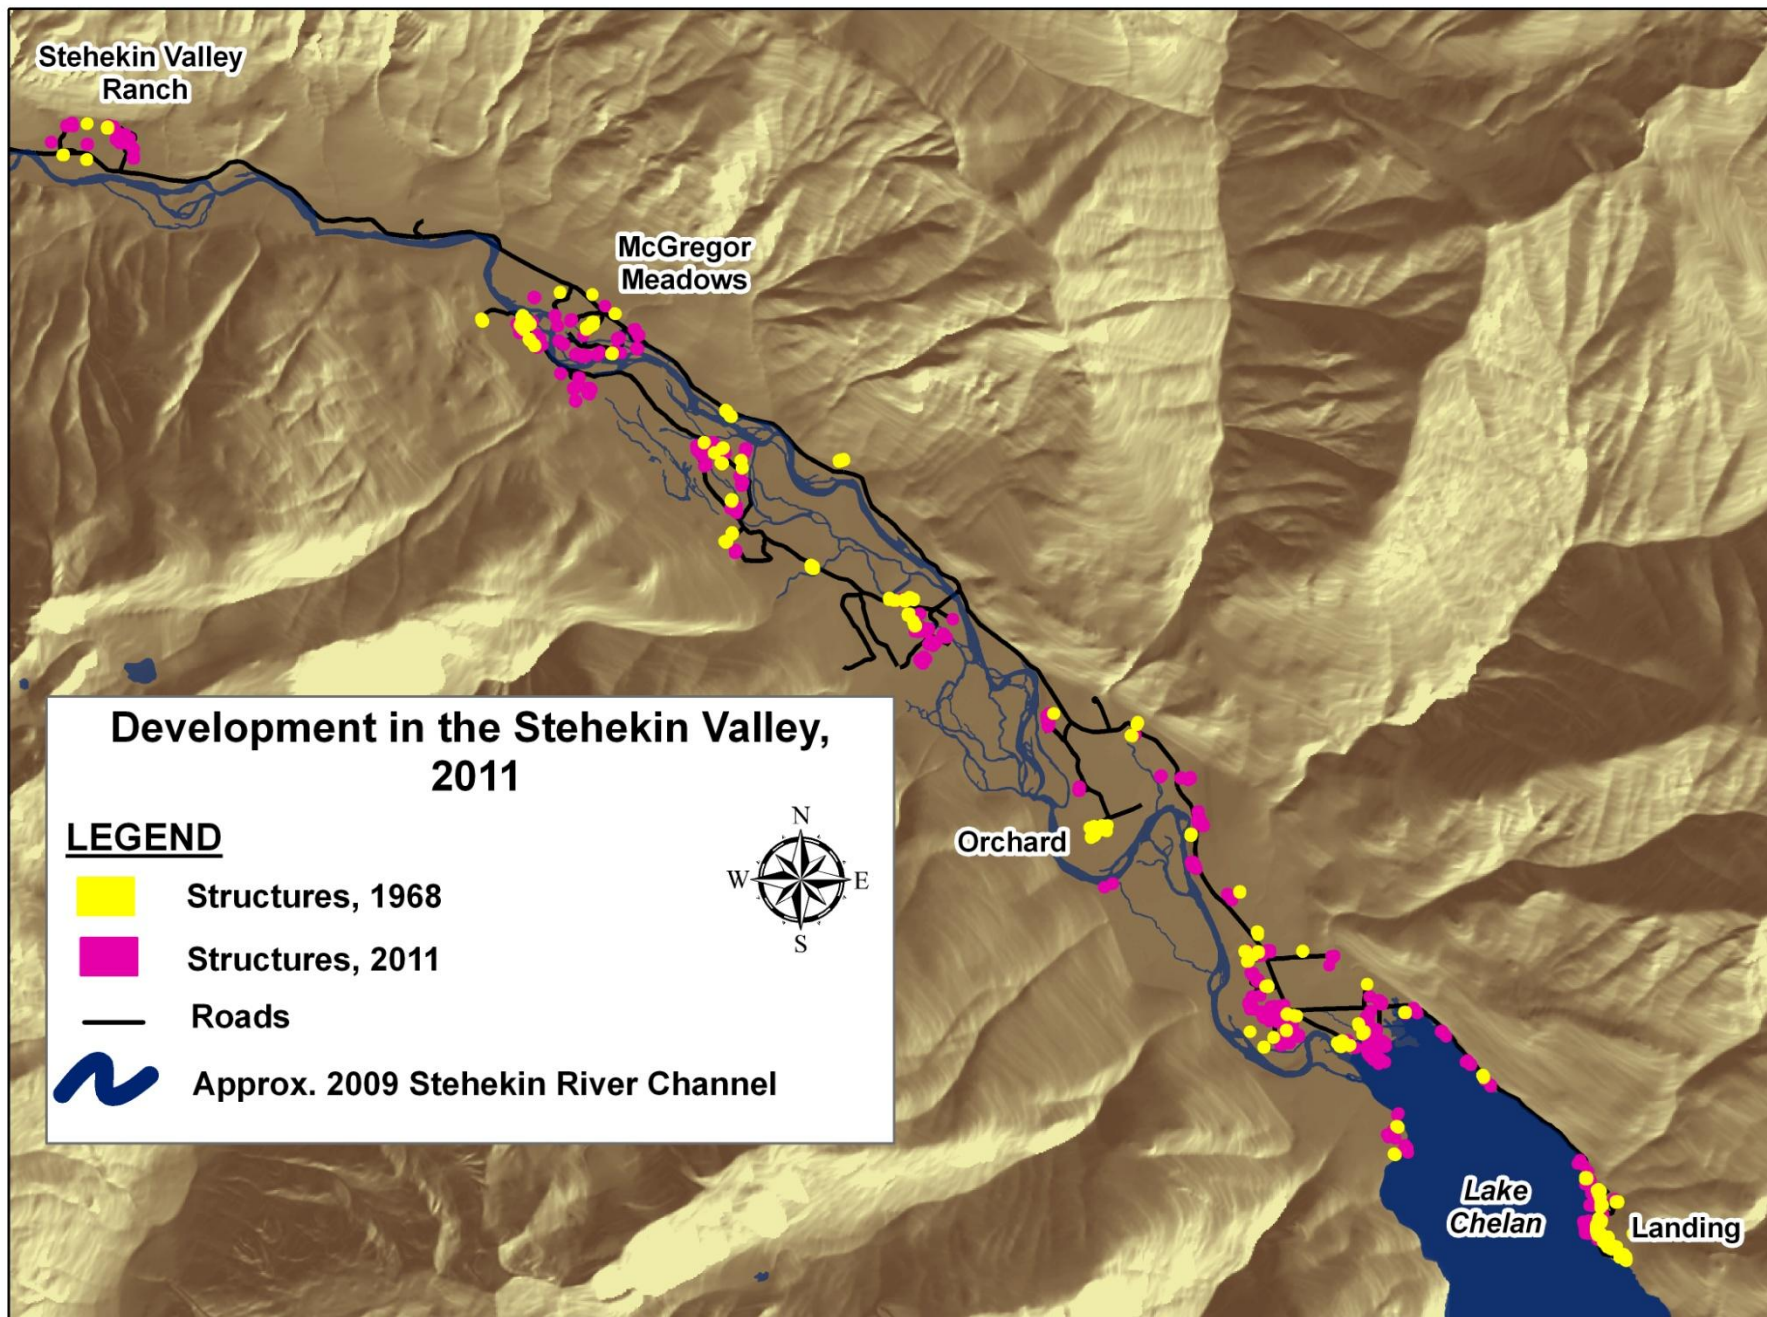 Stehekin Valley
Ranch
McGregor
Meadows
Development in the Stehekin Valley,
2011
LEGEND
Structures, 1968
Structures, 2011
Roads
Approx. 2009 Stehekin River Channel
N
W E
S
Orchard
Lake
Chelan
Landing